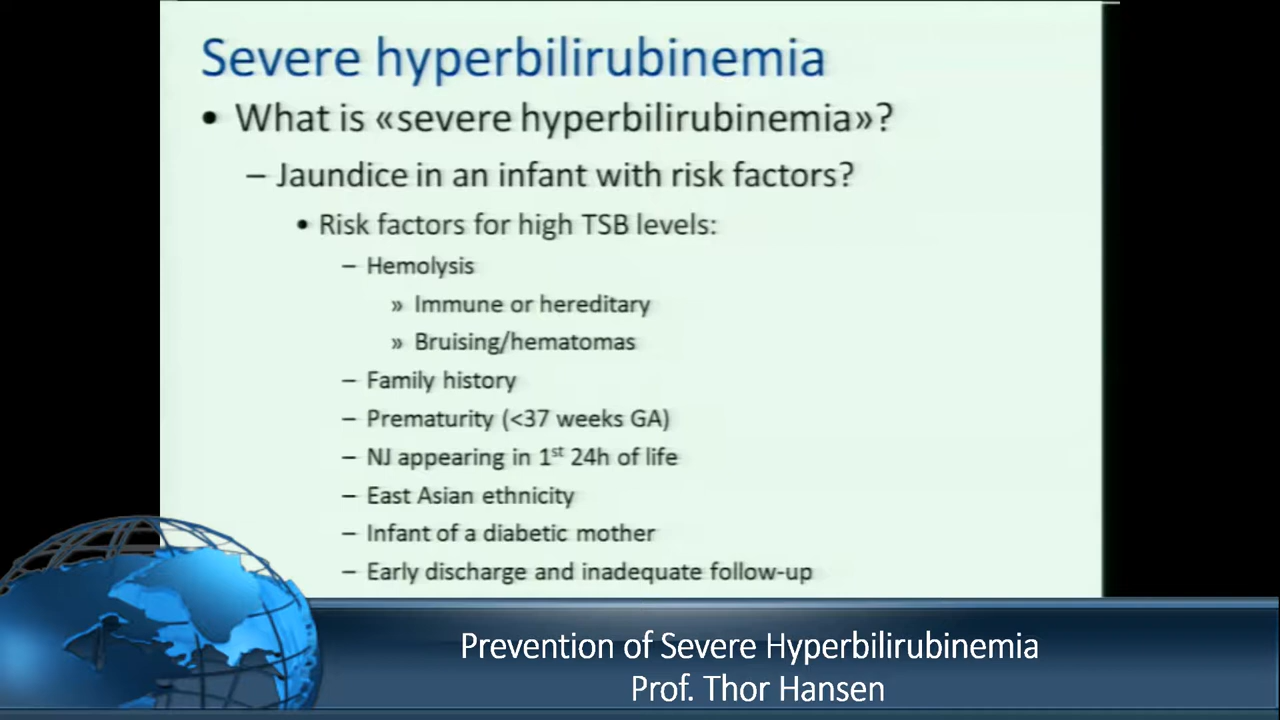 Severe hyperbilirubinemia
• What is «severe hyperbilirubinemia»?
– Jaundice in an infant with risk factors?
• Risk factors for high TSB levels:
– Hemolysis
» Immune or hereditary
» Bruising/hematomas
– Family history
– Prematurity (<37 weeks GA)
– NJ appearing in 1st 24h of life
– East Asian ethnicity
– Infant of a diabetic mother
– Early discharge and inadequate follow-up
Prevention of Severe Hyperbilirubinemia
Prof. Thor Hansen